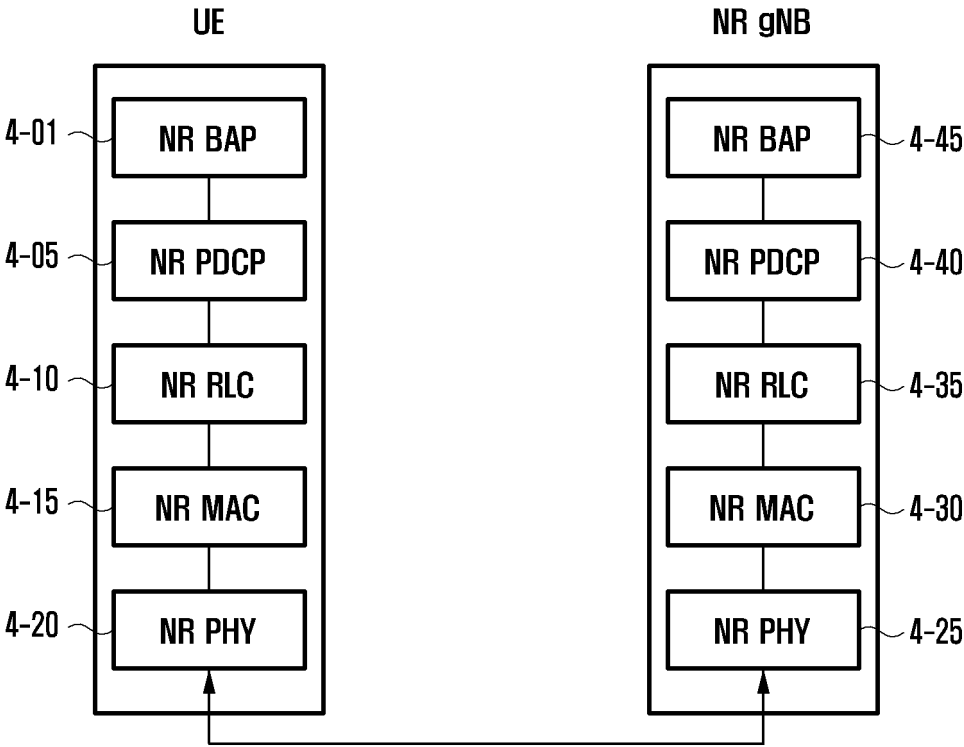 UE NR gNB
4-01 NR BAP NR BAP 4-45
4-05 NR PDCP NR PDCP 4-40
4-10 NR RLC NR RLC 4-35
4-15 NR MAC NR MAC 4-30
4-20 NR PHY NR PHY 4-25